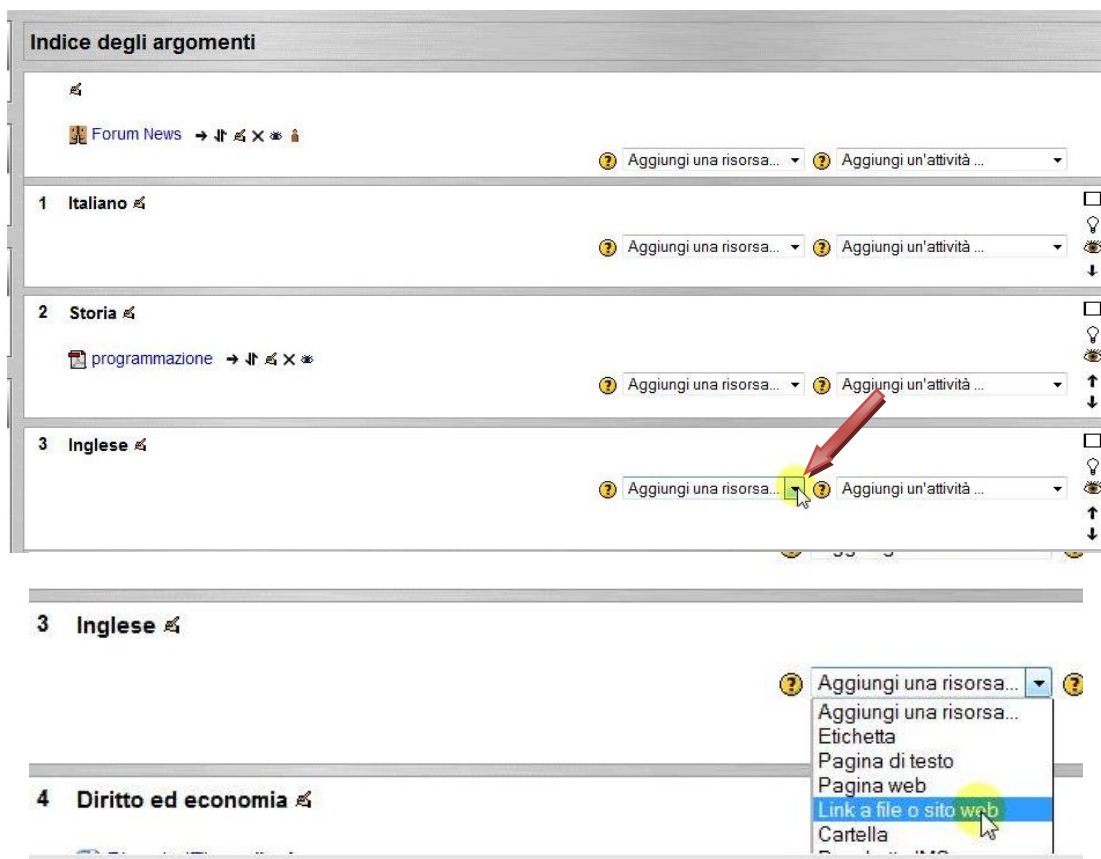 Indice degli argomenti
Forum News
? Aggiungi una risorsa... ? Aggiungi un'attività ...
1 Italiano
? Aggiungi una risorsa... ? Aggiungi un'attività ...
2 Storia
programmazione
? Aggiungi una risorsa... ? Aggiungi un'attività ...
3 Inglese
? Aggiungi una risorsa... ? Aggiungi un'attività ...
3 Inglese
? Aggiungi una risorsa... ?
Aggiungi una risorsa...
Etichetta
Pagina di testo
Pagina web
Link a file o sito web
4 Diritto ed economia
Cartella